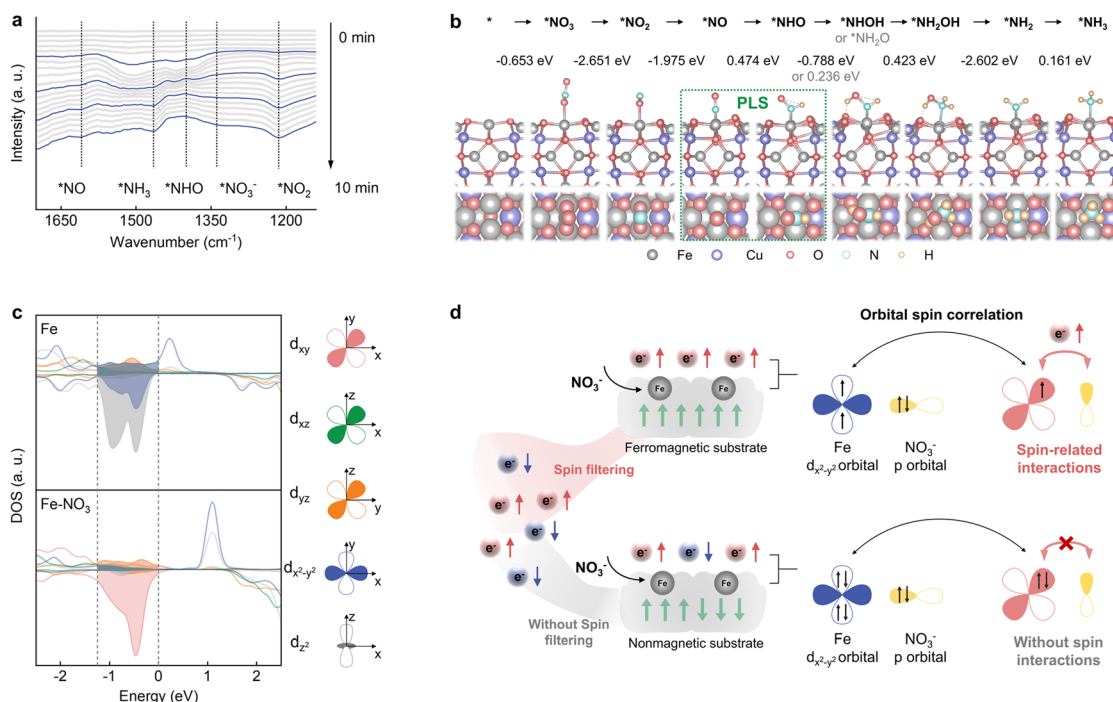 a
Intensity (a. u.)
0 min
10 min
*NO
*NH₃
*NHO
*NO₃⁻
*NO₂
1650
1500
1350
1200
Wavenumber (cm⁻¹)
b
* → *NO₃ → *NO₂ → *NO → *NHO → *NHOH → *NH₂OH → *NH₂ → *NH₃
or *NH₂O
-0.653 eV -2.651 eV -1.975 eV 0.474 eV -0.788 eV 0.423 eV -2.602 eV 0.161 eV
or 0.236 eV
PLS
Fe Cu O N H
c
DOS (a. u.)
Fe
Fe-NO₃
-2 -1 0 1 2
Energy (eV)
dxy
y
x
dxz
z
x
dyz
z
y
dx²-y²
y
x
dz²
z
x
d
Orbital spin correlation
e⁻ e⁻ e⁻
e⁻
NO₃⁻
Fe Fe
Ferromagnetic substrate
Fe
dx²-y² orbital
NO₃⁻
p orbital
Spin-related
interactions
e⁻
Spin filtering
e⁻ e⁻
e⁻
e⁻
e⁻
Without Spin
filtering
e⁻ e⁻ e⁻
NO₃⁻
Fe Fe
Nonmagnetic substrate
Fe
dx²-y² orbital
NO₃⁻
p orbital
Without spin
interactions